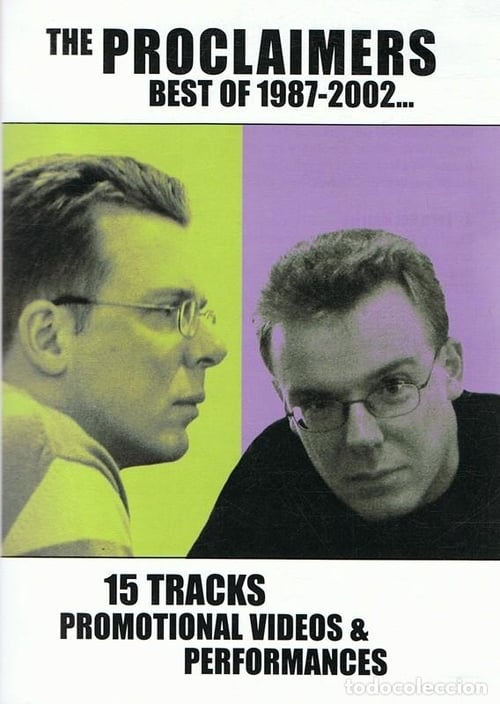 THE PROCLAIMERS
BEST OF 1987-2002...
15 TRACKS
PROMOTIONAL VIDEOS &
PERFORMANCES
todocoleccion